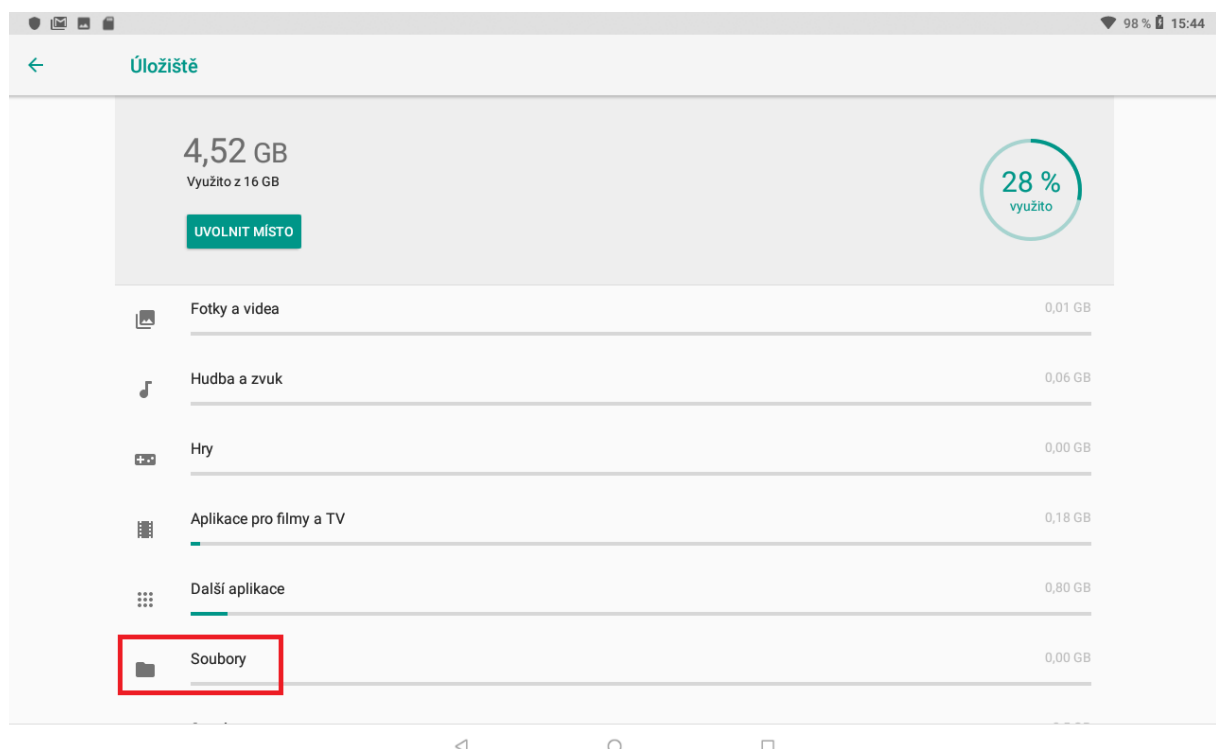 98 % 15:44
Úložiště
4,52 GB
Využito z 16 GB
28 %
využito
UVOLNIT MÍSTO
Fotky a videa 0,01 GB
Hudba a zvuk 0,06 GB
Hry 0,00 GB
Aplikace pro filmy a TV 0,18 GB
Další aplikace 0,80 GB
Soubory 0,00 GB